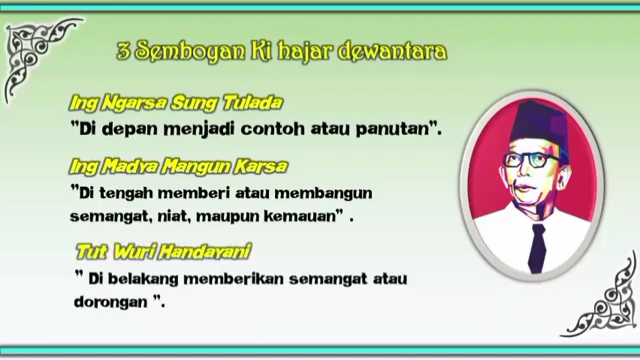 3 Semboyan Ki hajar dewantara
Ing Ngarsa Sung Tulada
"Di depan menjadi contoh atau panutan".
Ing Madya Mangun Karsa
"Di tengah memberi atau membangun
semangat, niat, maupun kemauan" .
Tut Wuri Handayani
" Di belakang memberikan semangat atau
dorongan ".